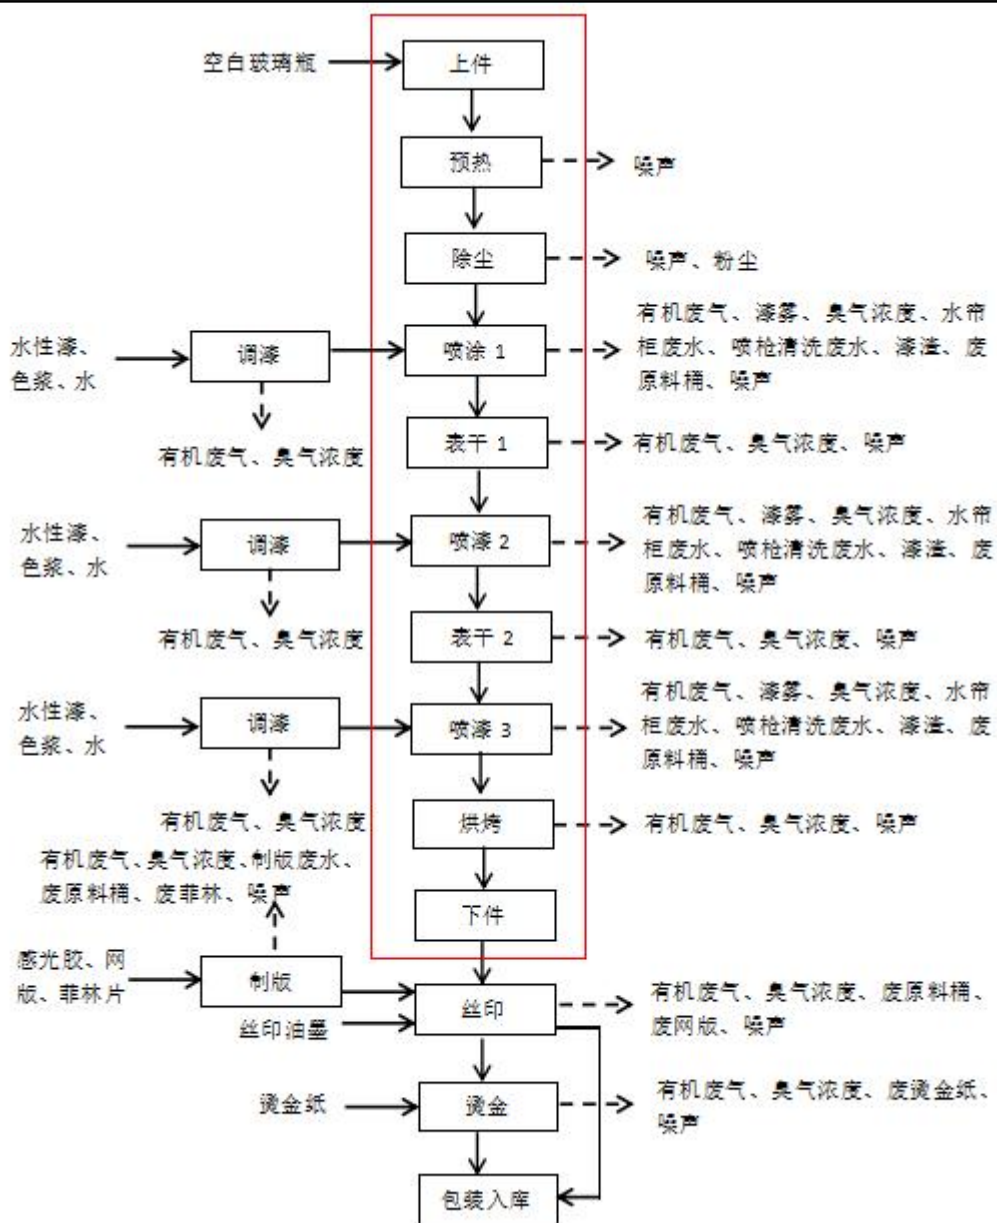 空白玻璃瓶
上件
预热
噪声
除尘
噪声、粉尘
水性漆、
色浆、水
调漆
喷涂 1
有机废气、漆雾、臭气浓度、水帘
柜废水、喷枪清洗废水、漆渣、废
原料桶、噪声
有机废气、臭气浓度
表干 1
有机废气、臭气浓度、噪声
水性漆、
色浆、水
调漆
喷漆 2
有机废气、漆雾、臭气浓度、水帘
柜废水、喷枪清洗废水、漆渣、废
原料桶、噪声
有机废气、臭气浓度
表干 2
有机废气、臭气浓度、噪声
水性漆、
色浆、水
调漆
喷漆 3
有机废气、漆雾、臭气浓度、水帘
柜废水、喷枪清洗废水、漆渣、废
原料桶、噪声
有机废气、臭气浓度
烘烤
有机废气、臭气浓度、噪声
有机废气、臭气浓度、制版废水、
废原料桶、废菲林、噪声
下件
感光胶、网
版、菲林片
制版
丝印
有机废气、臭气浓度、废原料桶、
废网版、噪声
丝印油墨
烫金纸
烫金
有机废气、臭气浓度、废烫金纸、
噪声
包装入库